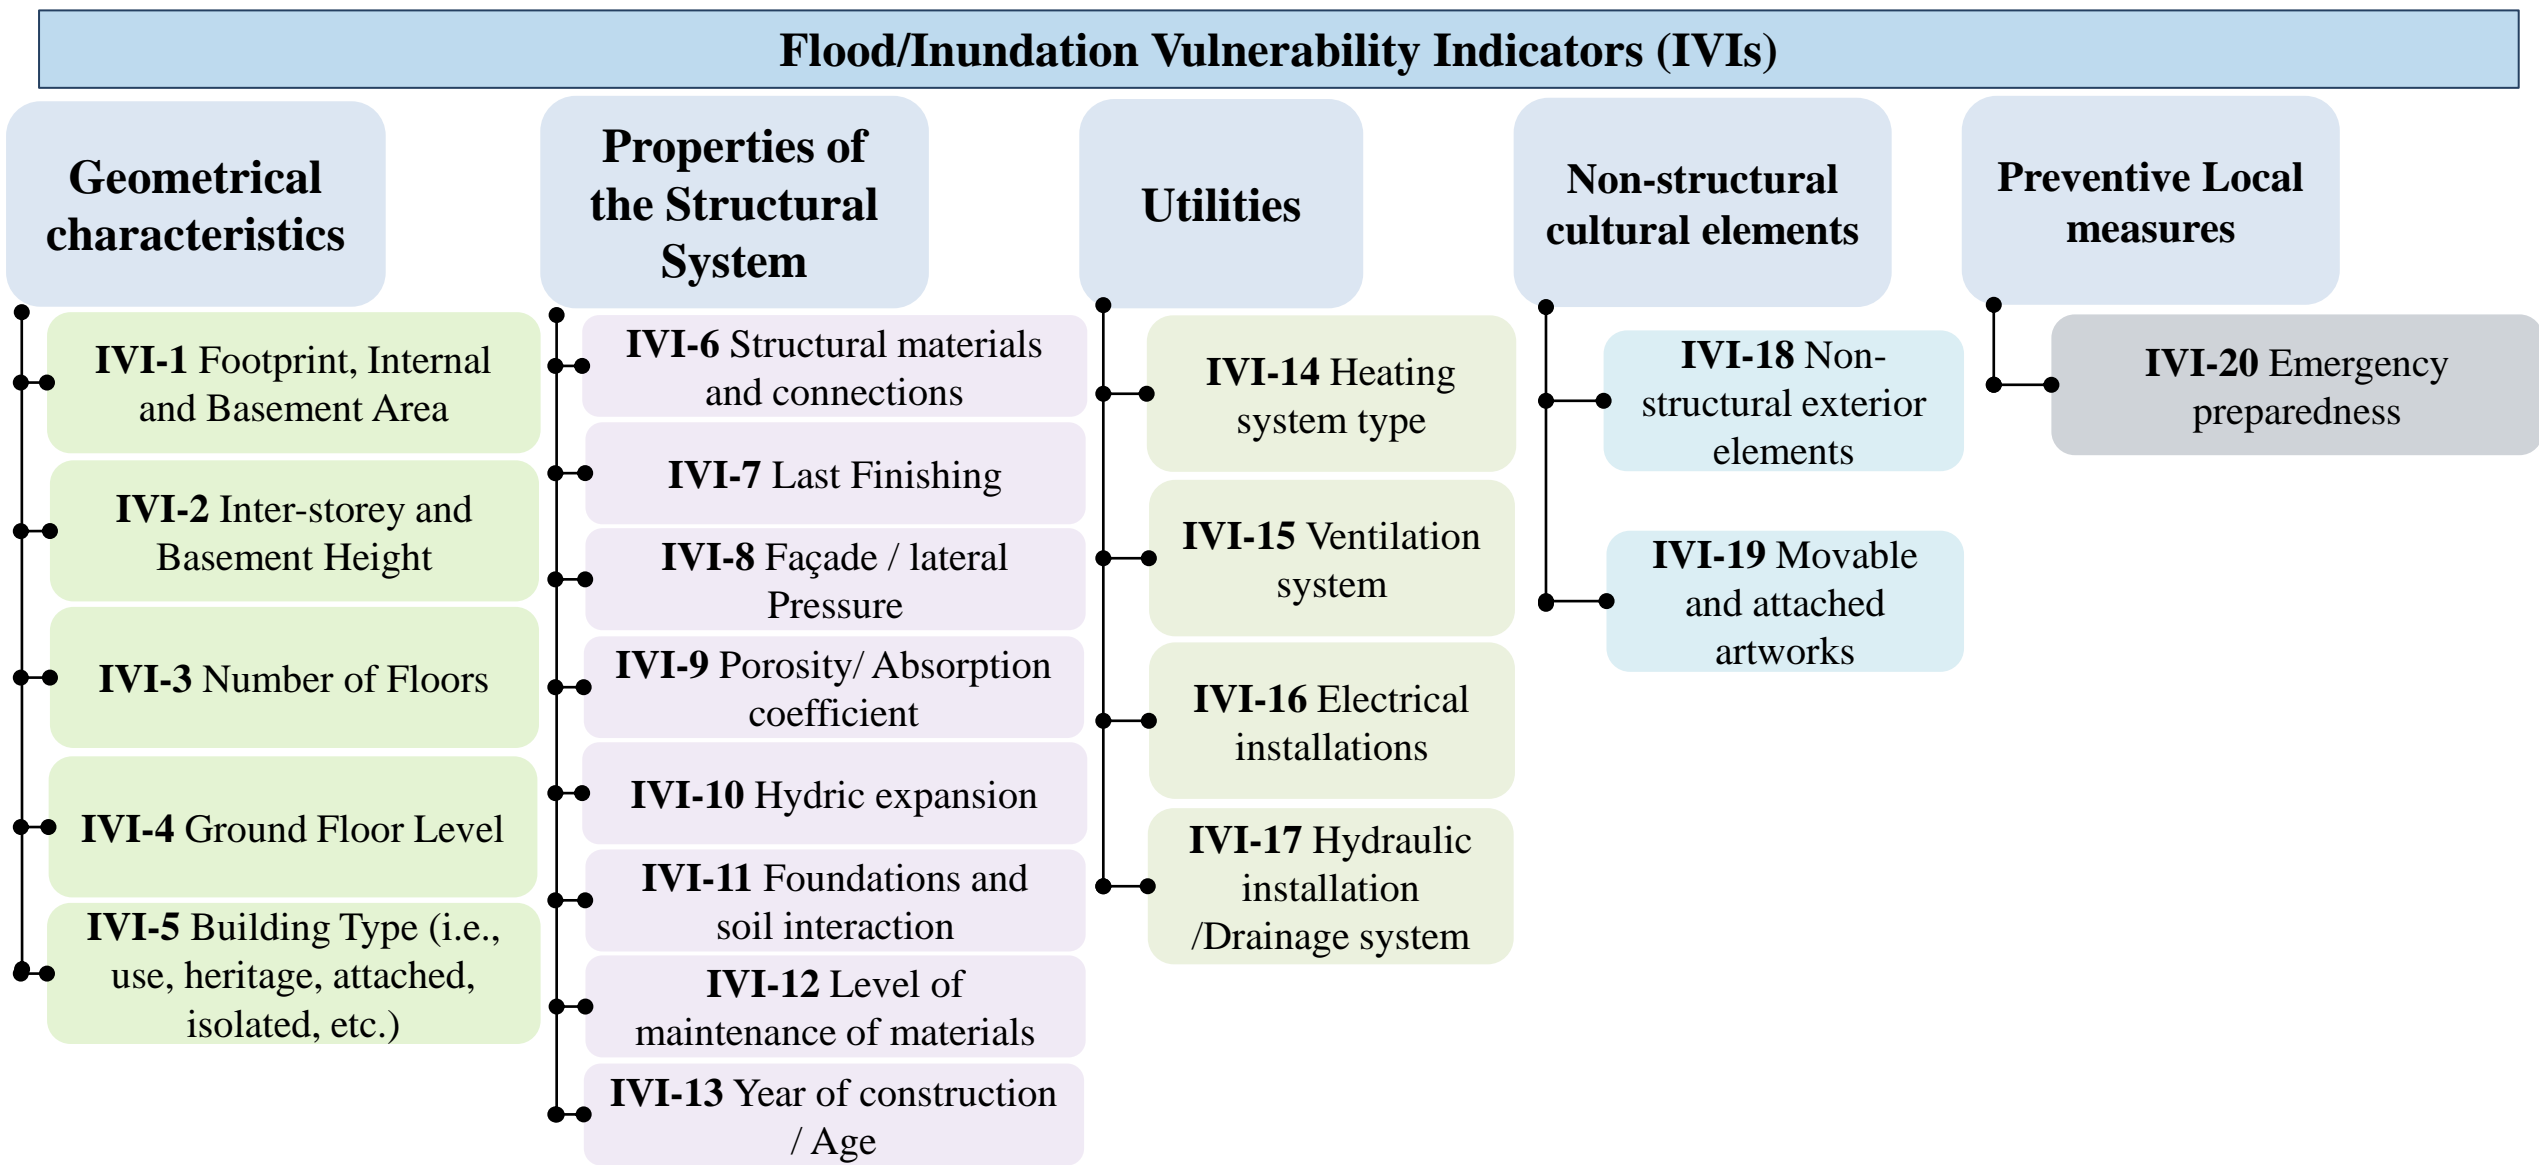 Flood/Inundation Vulnerability Indicators (IVIs)
Geometrical
characteristics
IVI-1 Footprint, Internal
and Basement Area
IVI-2 Inter-storey and
Basement Height
IVI-3 Number of Floors
IVI-4 Ground Floor Level
IVI-5 Building Type (i.e.,
use, heritage, attached,
isolated, etc.)
Properties of
the Structural
System
IVI-6 Structural materials
and connections
IVI-7 Last Finishing
IVI-8 Façade / lateral
Pressure
IVI-9 Porosity/ Absorption
coefficient
IVI-10 Hydric expansion
IVI-11 Foundations and
soil interaction
IVI-12 Level of
maintenance of materials
IVI-13 Year of construction
/ Age
Utilities
IVI-14 Heating
system type
IVI-15 Ventilation
system
IVI-16 Electrical
installations
IVI-17 Hydraulic
installation
/Drainage system
Non-structural
cultural elements
IVI-18 Non-
structural exterior
elements
IVI-19 Movable
and attached
artworks
Preventive Local
measures
IVI-20 Emergency
preparedness